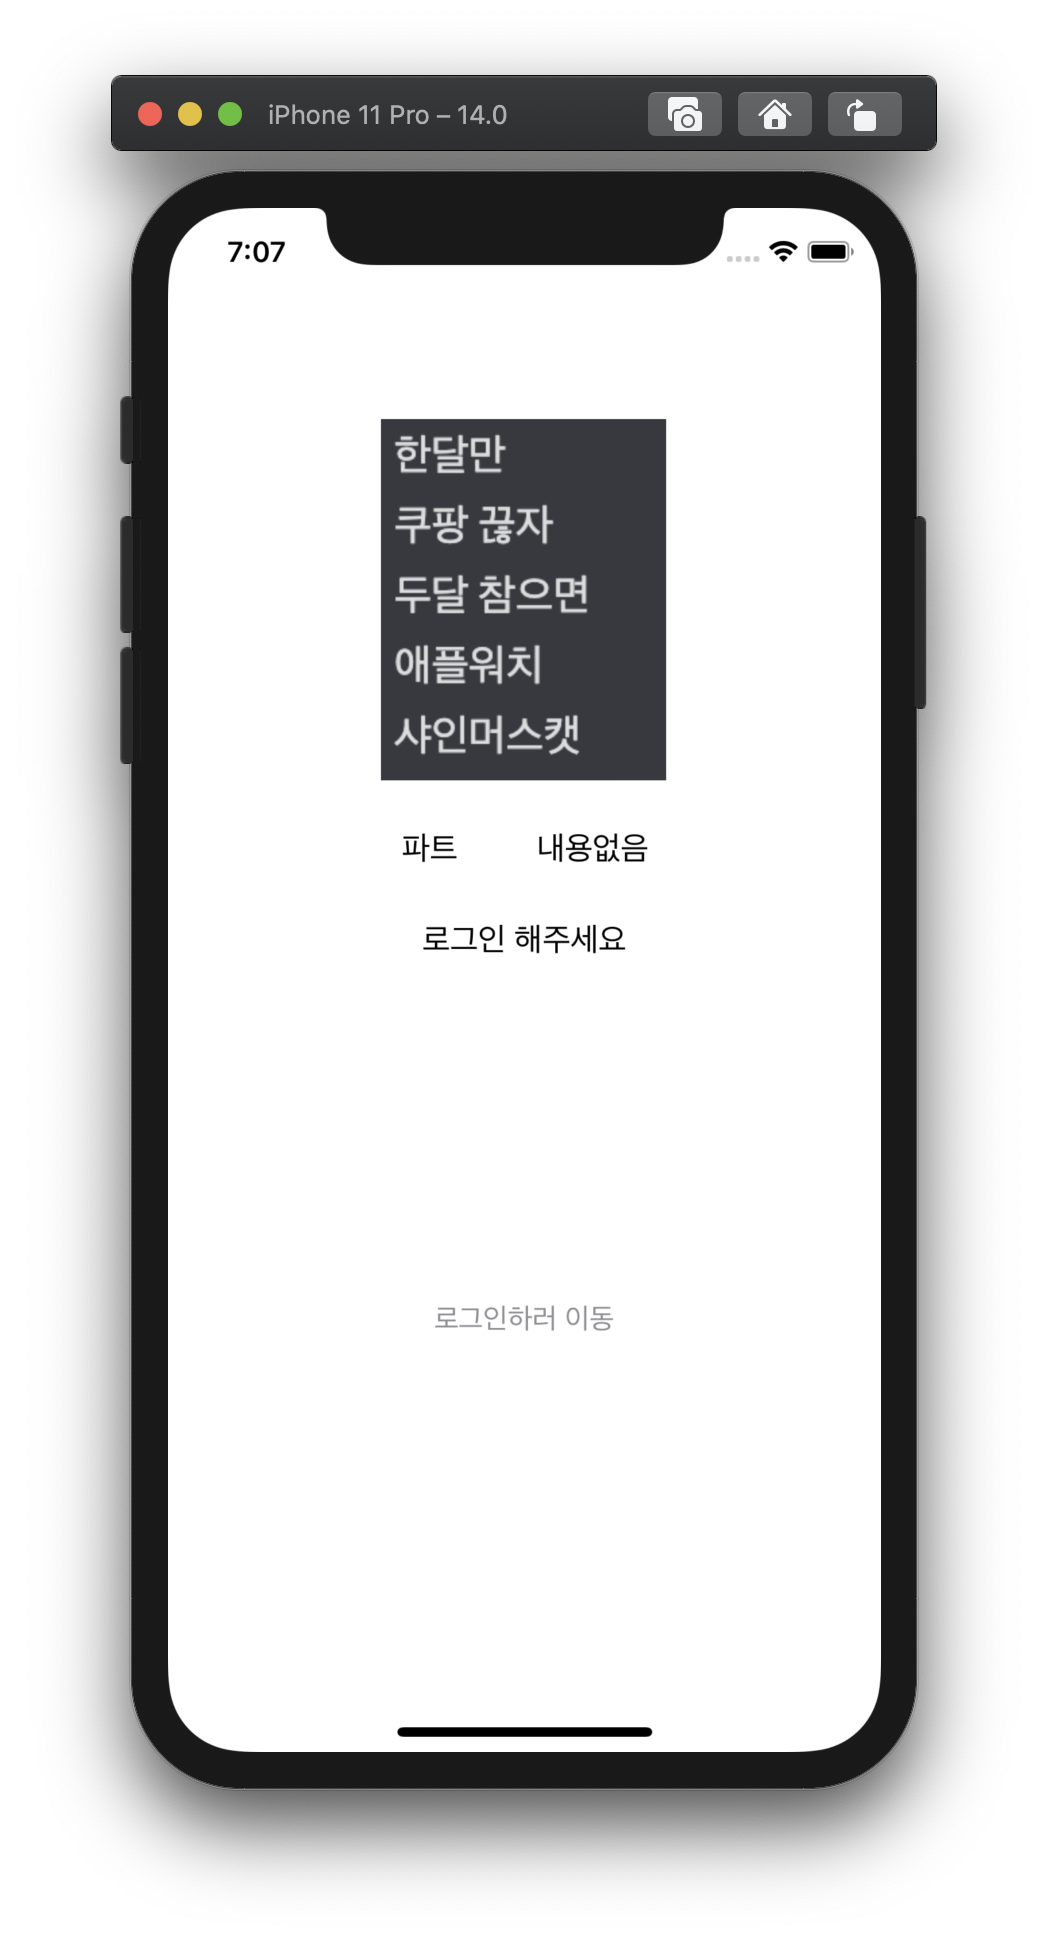 iPhone 11 Pro – 14.0
7:07
한달만
쿠팡 끊자
두달 참으면
애플워치
샤인머스캣
파트 내용없음
로그인 해주세요
로그인하러 이동